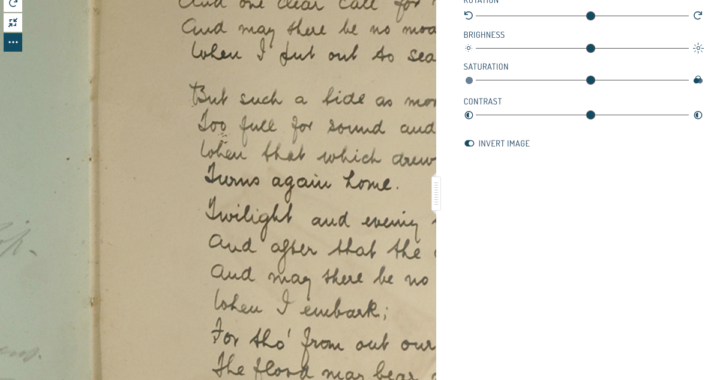 And one clear call for
And may there be no moa
When I put out to sea
But such a tide as mov
Too full for sound and
When that which drew
Turns again home.
Twilight and evening
And after that the
And may there be no
When I embark;
For tho' from out our
The flood may bear
ROTATION
BRIGHNESS
SATURATION
CONTRAST
INVERT IMAGE